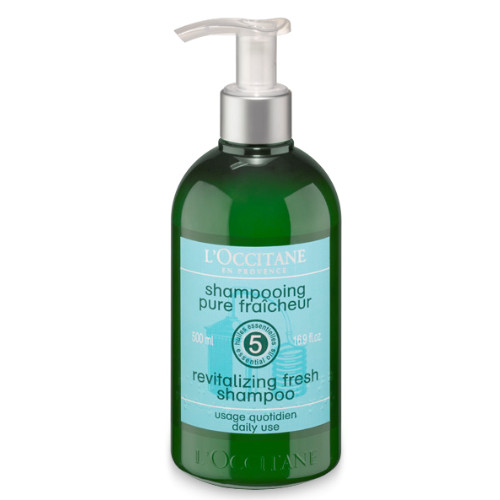 L'OCCITANE
EN PROVENCE
shampooing
pure fraîcheur
500 ml
huiles essentielles
5
essential oils
16.9 fl.oz.
revitalizing fresh
shampoo
usage quotidien
daily use
L'OCCITANE